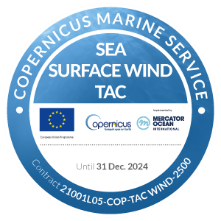 COPERNICUS MARINE SERVICE
SEA
SURFACE WIND
TAC
Copernicus
MERCATOR
OCEAN
INTERNATIONAL
Until 31 Dec. 2024
Contract 21001L05-COP-TAC WIND-2500